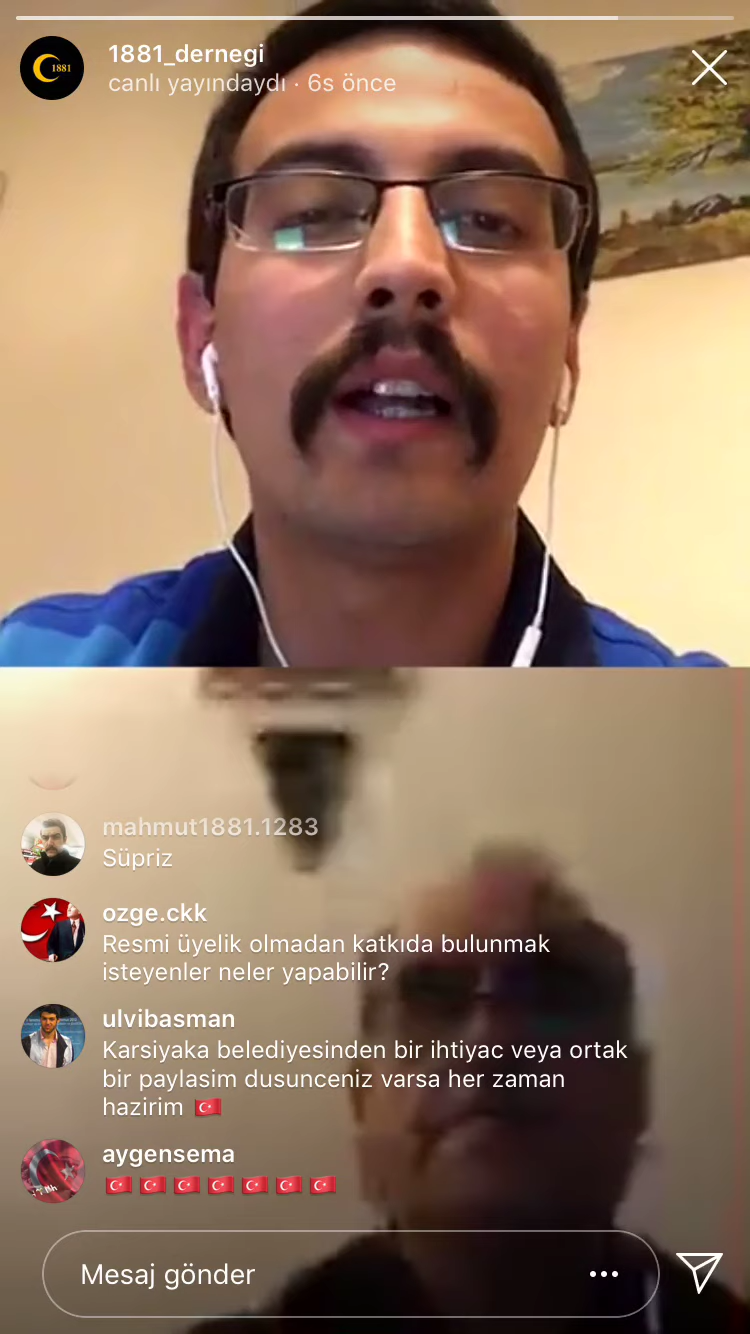 1881_dernegi
1881
canlı yayındaydı · 6s önce
mahmut1881.1283
Süpriz
ozge.ckk
Resmi üyelik olmadan katkıda bulunmak
isteyenler neler yapabilir?
ulvibasman
Karsiyaka belediyesinden bir ihtiyac veya ortak
bir paylasim dusunceniz varsa her zaman
hazirim 🇹🇷
aygensema
🇹🇷🇹🇷🇹🇷🇹🇷🇹🇷🇹🇷🇹🇷
Mesaj gönder